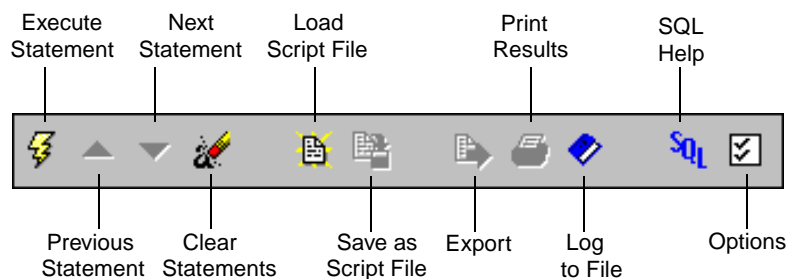 Execute
Statement
Next
Statement
Load
Script File
Print
Results
SQL
Help
a
SQL
Previous
Statement
Clear
Statements
Save as
Script File
Export
Log
to File
Options